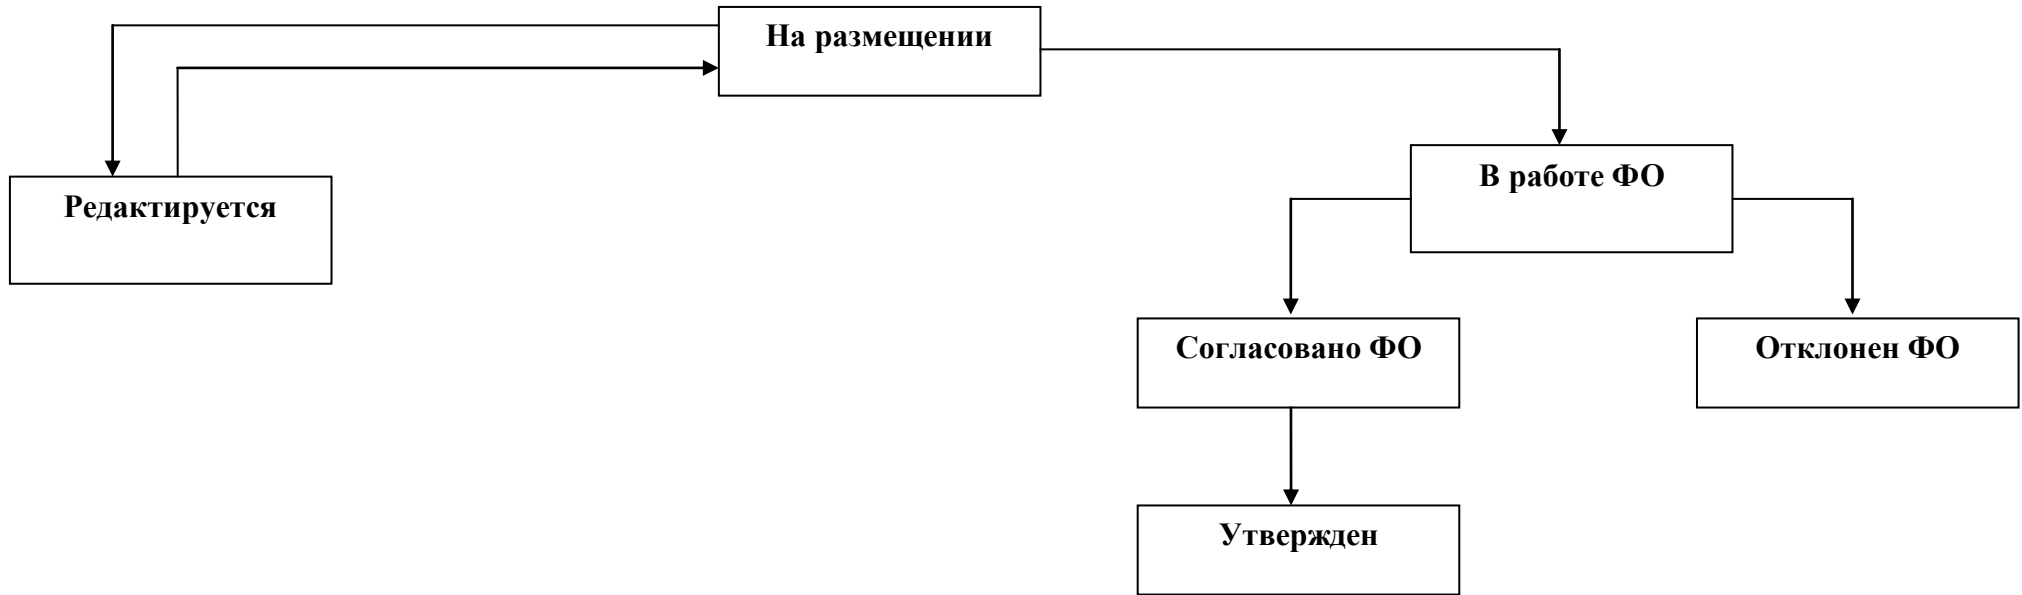 На размещении
В работе ФО
Редактируется
Согласовано ФО
Отклонен ФО
Утвержден